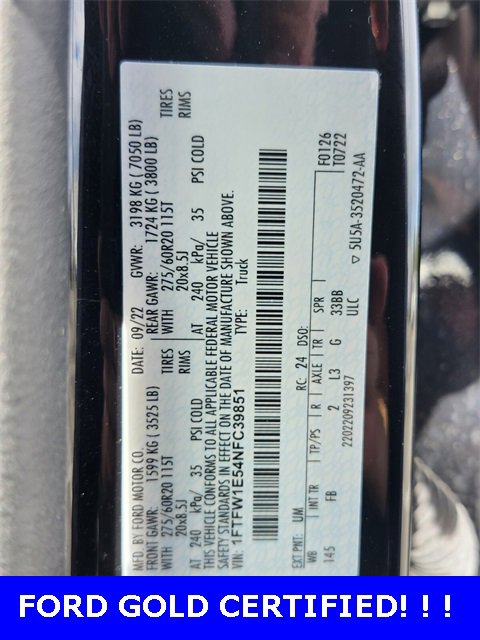 MFD. BY FORD MOTOR CO.
DATE: 09/22 GVWR: 3198 KG ( 7050 LB)
FRONT GAWR: 1599 KG ( 3525 LB) REAR GAWR: 1724 KG ( 3800 LB)
WITH 275/60R20 115T TIRES WITH 275/60R20 115T TIRES
20x8.5J RIMS 20x8.5J RIMS
AT 240 kPa/ 35 PSI COLD AT 240 kPa/ 35 PSI COLD
THIS VEHICLE CONFORMS TO ALL APPLICABLE FEDERAL MOTOR VEHICLE
SAFETY STANDARDS IN EFFECT ON THE DATE OF MANUFACTURE SHOWN ABOVE.
1FTFW1E54NFC39851 TYPE: Truck
F0126
T0722
EXT PNT: UM RC: 24 DSO:
WB INT TR TP/PS R AXLE TR SPR
145 FB 2 L3 G 33BB
2202209231397 ULC
▽ 5U5A-3520472-AA
FORD GOLD CERTIFIED! ! !